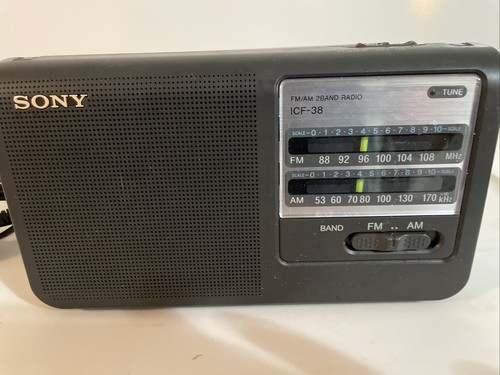 SONY
FM/AM 2BAND RADIO
ICF-38
TUNE
SCALE -0-1-2-3-4-5-6-7-8-9-10- SCALE
FM 88 92 96 100 104 108 MHz
SCALE -0-1-2-3-4-5-6-7-8-9-10- SCALE
AM 53 60 70 80 100 130 170 kHz
BAND FM AM